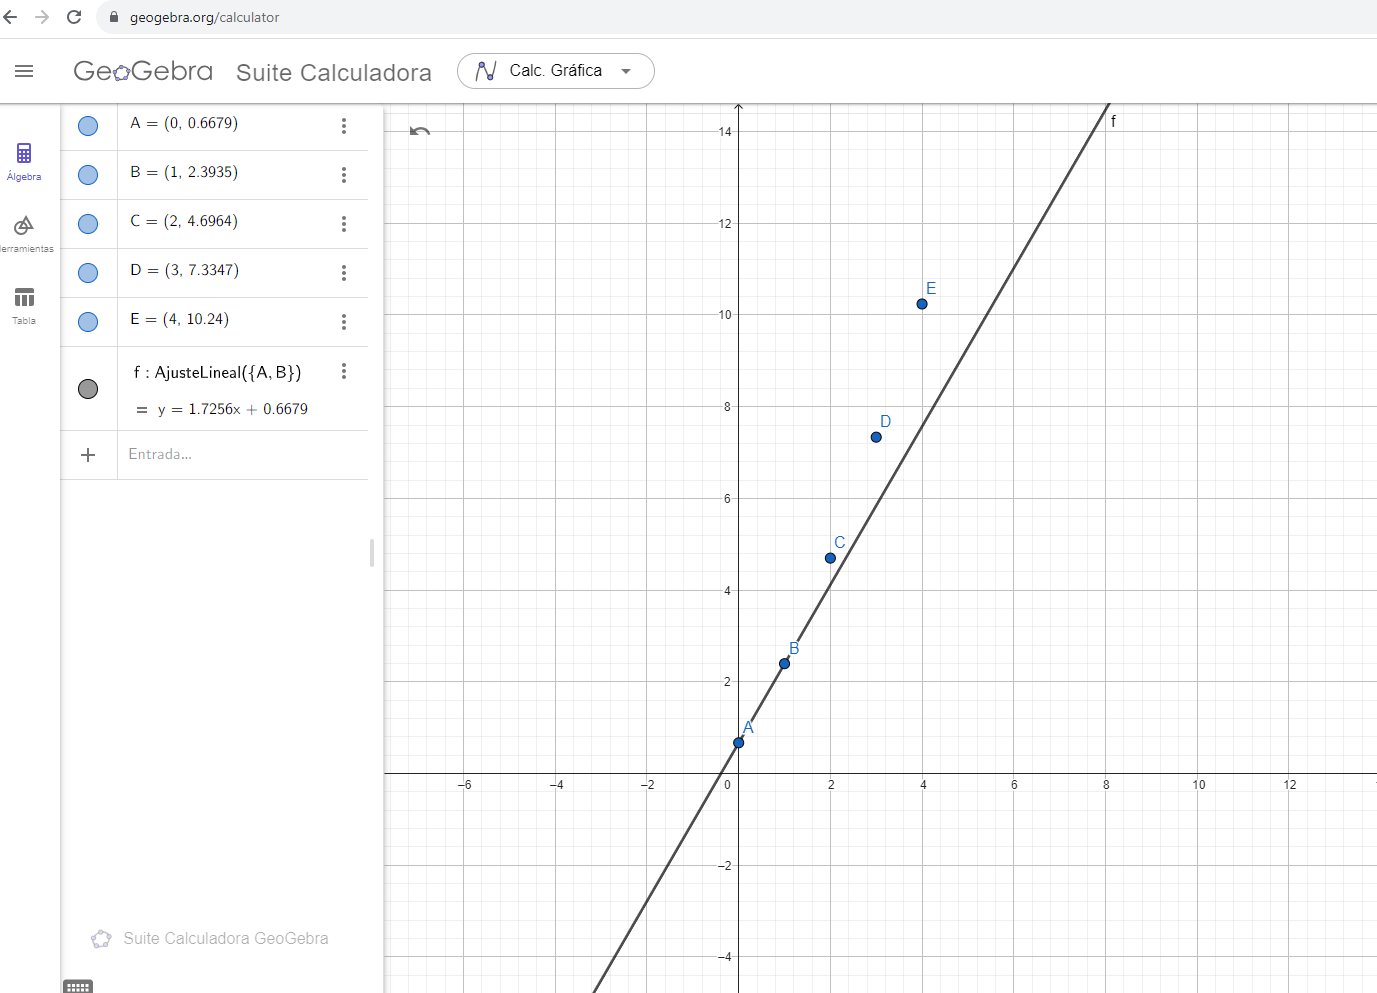 geogebra.org/calculator
GeoGebra Suite Calculadora Calc. Gráfica
Álgebra
erramientas
Tabla
A = (0, 0.6679)
B = (1, 2.3935)
C = (2, 4.6964)
D = (3, 7.3347)
E = (4, 10.24)
f : AjusteLineal({A, B})
= y = 1.7256x + 0.6679
+ Entrada...
Suite Calculadora GeoGebra
f
14
12
E
10
D
8
6
C
4
B
2
A
–6 –4 –2 0 2 4 6 8 10 12
–2
–4